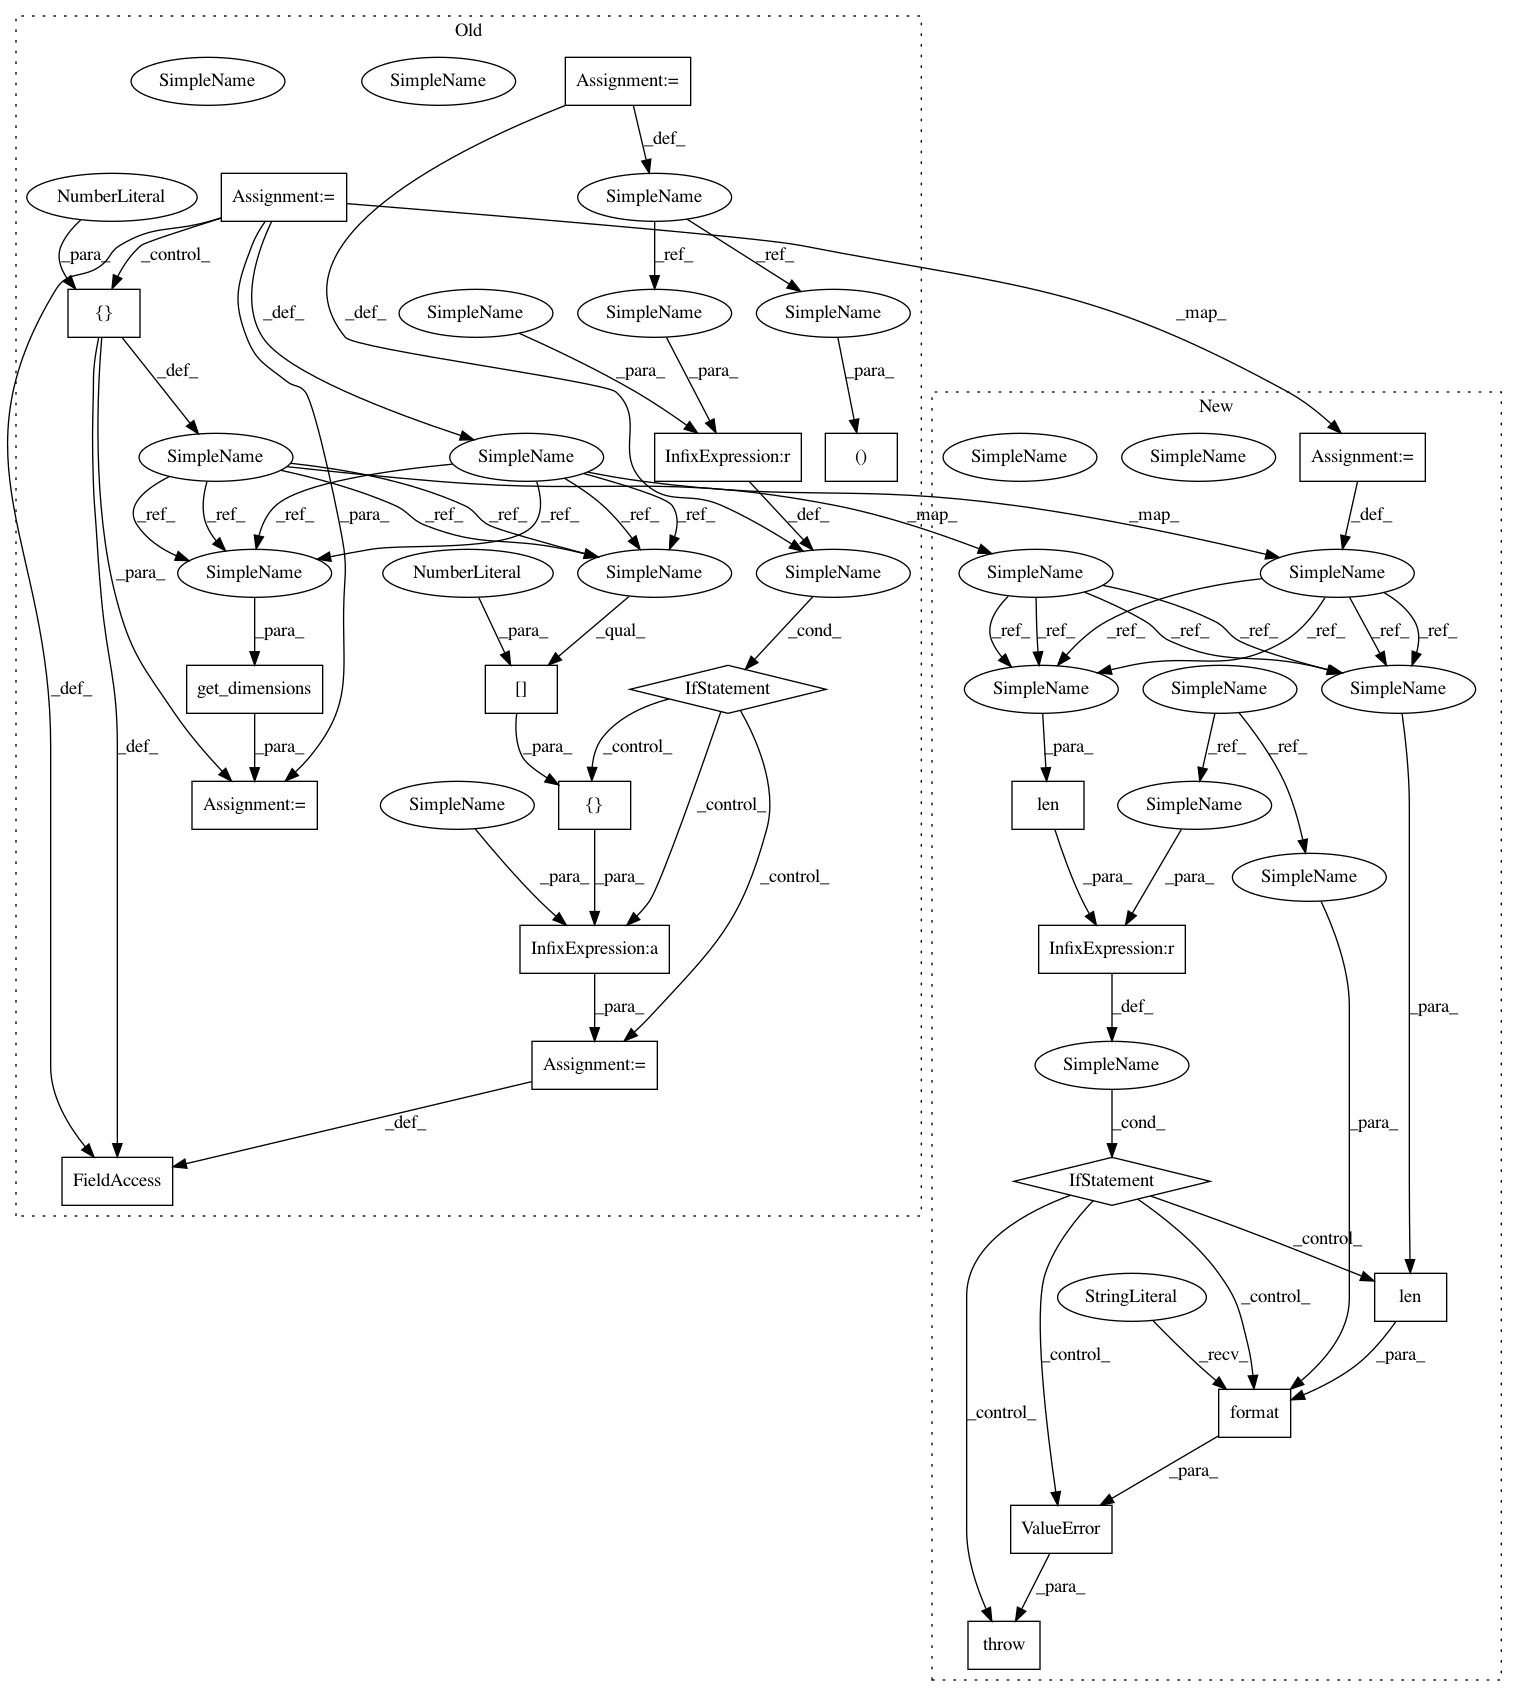 Old
SimpleName
SimpleName
Assignment:=
_def_
NumberLiteral
Assignment:=
SimpleName
_para_
_control_
_ref_
_ref_
{}
_def_
_def_
SimpleName
SimpleName
SimpleName
_map_
_def_
_para_
_para_
_para_
New
SimpleName
SimpleName
InfixExpression:r
()
SimpleName
SimpleName
Assignment:=
_ref_
_ref_
_ref_
_para_
_ref_
_ref_
_ref_
_ref_
_ref_
_def_
_map_
_map_
_def_
_para_
SimpleName
NumberLiteral
SimpleName
SimpleName
SimpleName
SimpleName
_def_
_para_
_para_
_qual_
_cond_
_ref_
_ref_
_ref_
_ref_
_ref_
_ref_
_ref_
_ref_
get_dimensions
[]
IfStatement
SimpleName
SimpleName
SimpleName
_def_
_para_
_para_
_control_
_para_
_ref_
_ref_
Assignment:=
SimpleName
{}
_control_
len
SimpleName
_para_
_para_
_control_
_para_
_para_
SimpleName
InfixExpression:a
InfixExpression:r
_para_
_def_
_para_
Assignment:=
SimpleName
_def_
_cond_
_para_
FieldAccess
IfStatement
_control_
StringLiteral
len
_control_
_control_
_recv_
_para_
_control_
format
_para_
ValueError
_para_
throw